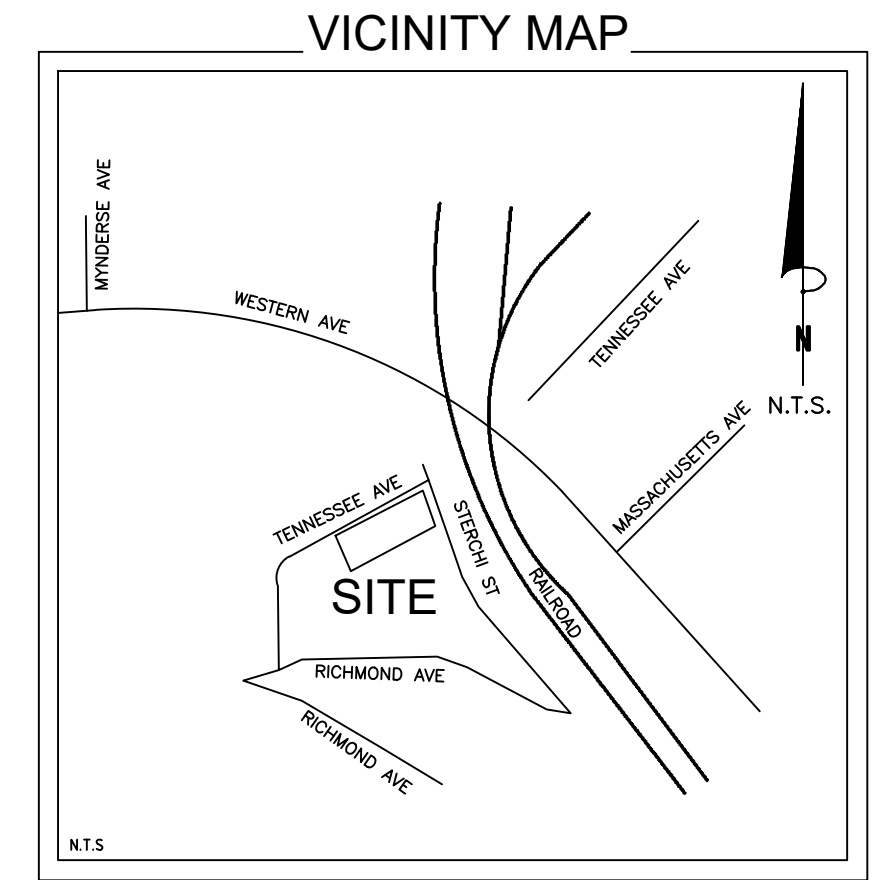 VICINITY MAP
MYNDERSE AVE
WESTERN AVE
TENNESSEE AVE
N
N.T.S.
MASSACHUSETTS AVE
TENNESSEE AVE
STERCHI ST
SITE
RAILROAD
RICHMOND AVE
RICHMOND AVE
N.T.S